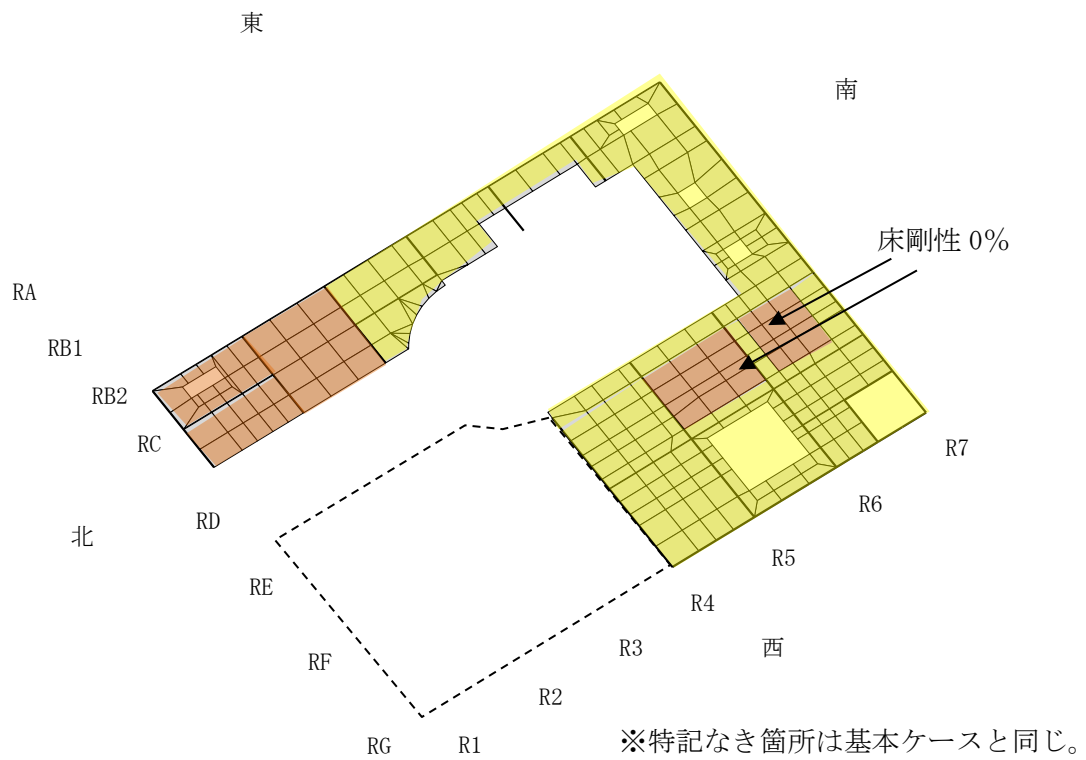 東
南
床剛性 0％
RA
RB1
RB2
RC
R7
RD
R6
北
R5
RE
R4
西
R3
RF
R2
RG
R1
※特記なき箇所は基本ケースと同じ。